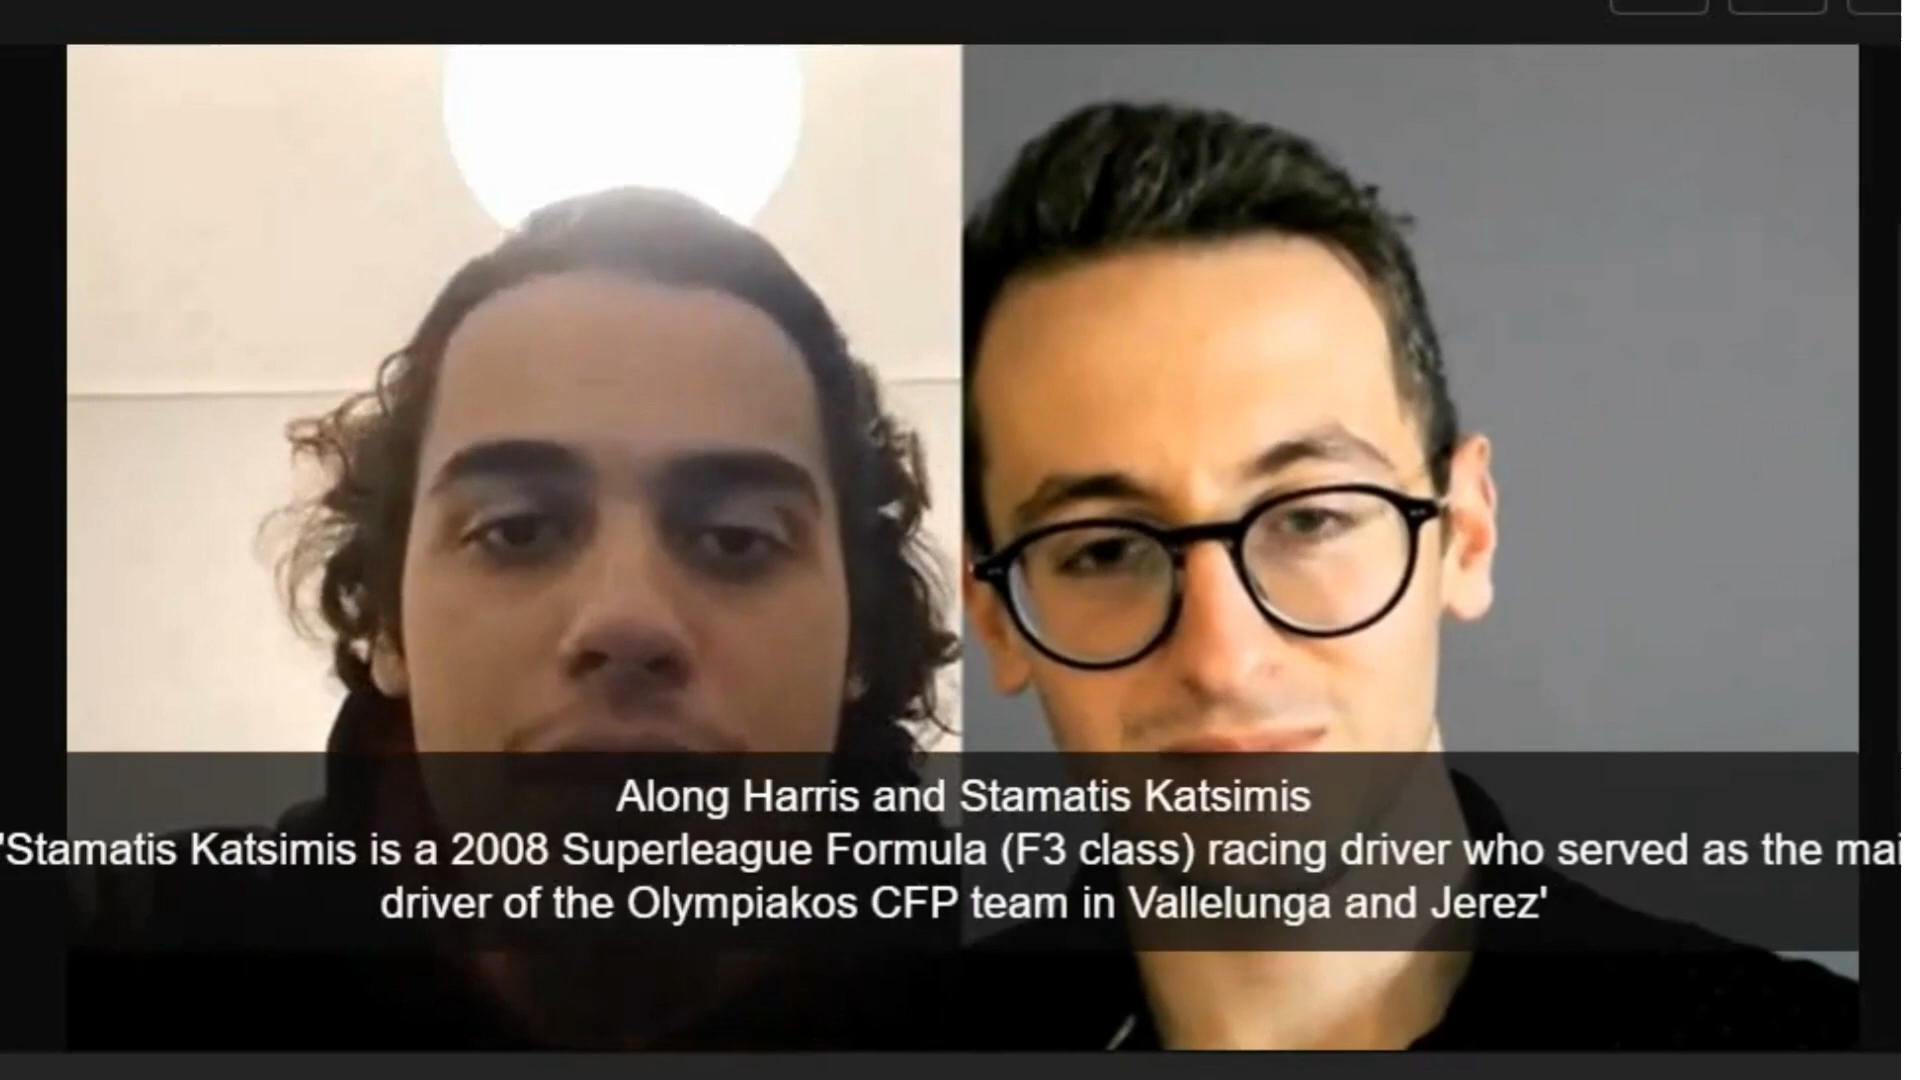 Along Harris and Stamatis Katsimis
'Stamatis Katsimis is a 2008 Superleague Formula (F3 class) racing driver who served as the mai
driver of the Olympiakos CFP team in Vallelunga and Jerez'